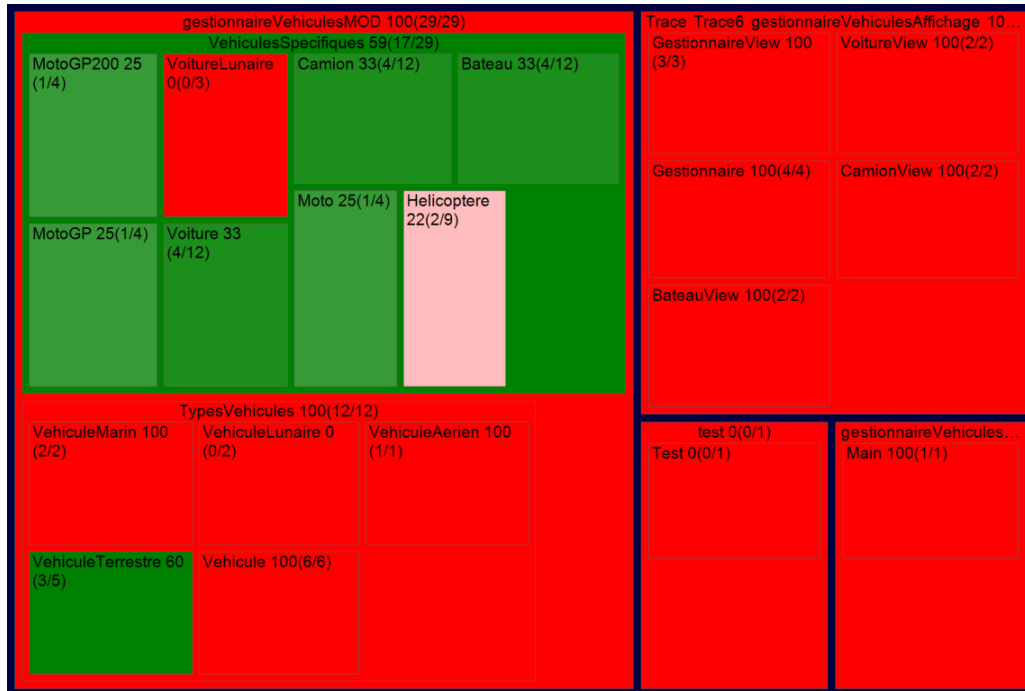 gestionnaireVehiculesMOD 100(29/29)
VehiculesSpecifiques 59(17/29)
MotoGP200 25
(1/4)
VoitureLunaire
0(0/3)
Camion 33(4/12)
Bateau 33(4/12)
Moto 25(1/4)
Helicoptere
22(2/9)
MotoGP 25(1/4)
Voiture 33
(4/12)
TypesVehicules 100(12/12)
VehiculeMarin 100
(2/2)
VehiculeLunaire 0
(0/2)
VehiculeAerien 100
(1/1)
VehiculeTerrestre 60
(3/5)
Vehicule 100(6/6)
Trace_Trace6_gestionnaireVehiculesAffichage 10...
GestionnaireView 100
(3/3)
VoitureView 100(2/2)
Gestionnaire 100(4/4)
CamionView 100(2/2)
BateauView 100(2/2)
test 0(0/1)
Test 0(0/1)
gestionnaireVehicules...
Main 100(1/1)